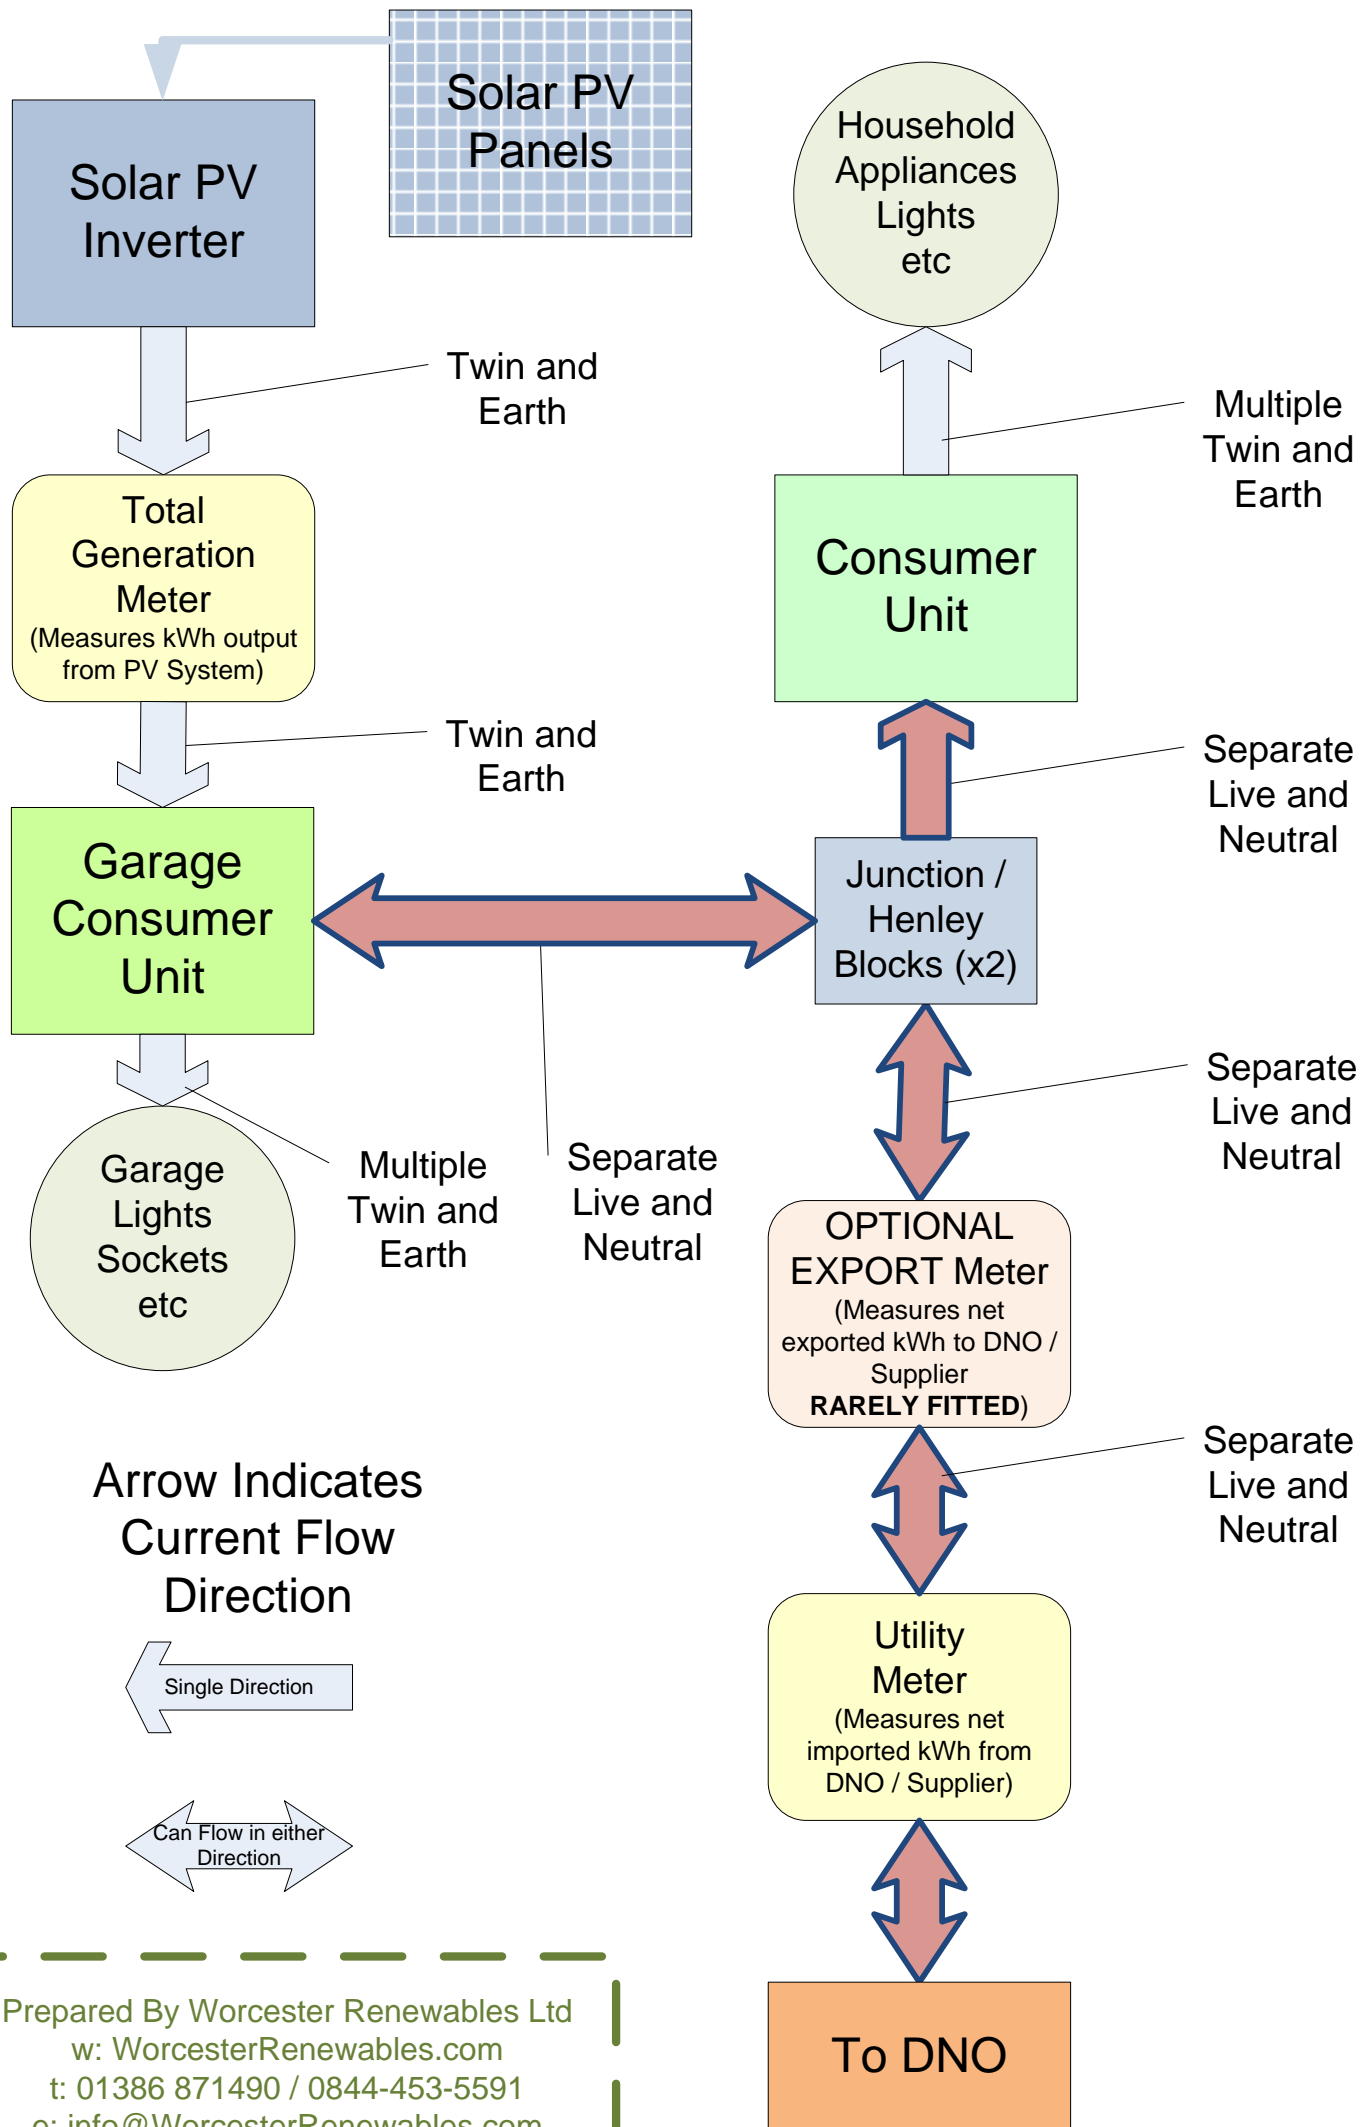 Solar PV
Panels
Solar PV
Inverter
Household
Appliances
Lights
etc
Twin and
Earth
Multiple
Twin and
Earth
Total
Generation
Meter
(Measures kWh output
from PV System)
Consumer
Unit
Twin and
Earth
Separate
Live and
Neutral
Garage
Consumer
Unit
Junction /
Henley
Blocks (x2)
Separate
Live and
Neutral
Garage
Lights
Sockets
etc
Multiple
Twin and
Earth
Separate
Live and
Neutral
OPTIONAL
EXPORT Meter
(Measures net
exported kWh to DNO /
Supplier
RARELY FITTED)
Separate
Live and
Neutral
Arrow Indicates
Current Flow
Direction
Single Direction
Can Flow in either
Direction
Utility
Meter
(Measures net
imported kWh from
DNO / Supplier)
To DNO
Prepared By Worcester Renewables Ltd
w: WorcesterRenewables.com
t: 01386 871490 / 0844-453-5591
e: info@WorcesterRenewables.com